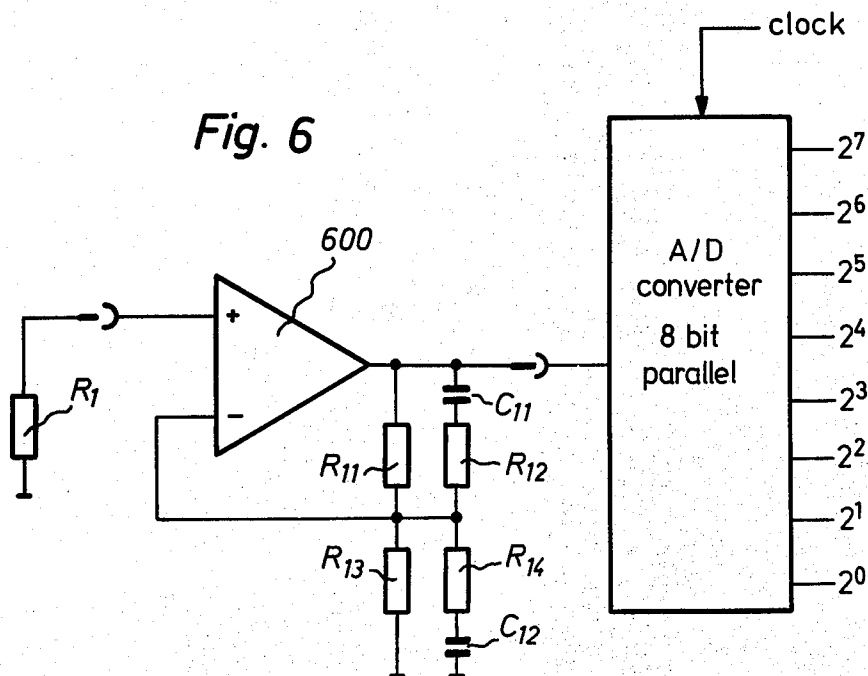 clock
Fig. 6
600
+
−
R1
C11
R11
R12
R13
R14
C12
A/D
converter
8 bit
parallel
2⁷
2⁶
2⁵
2⁴
2³
2²
2¹
2⁰